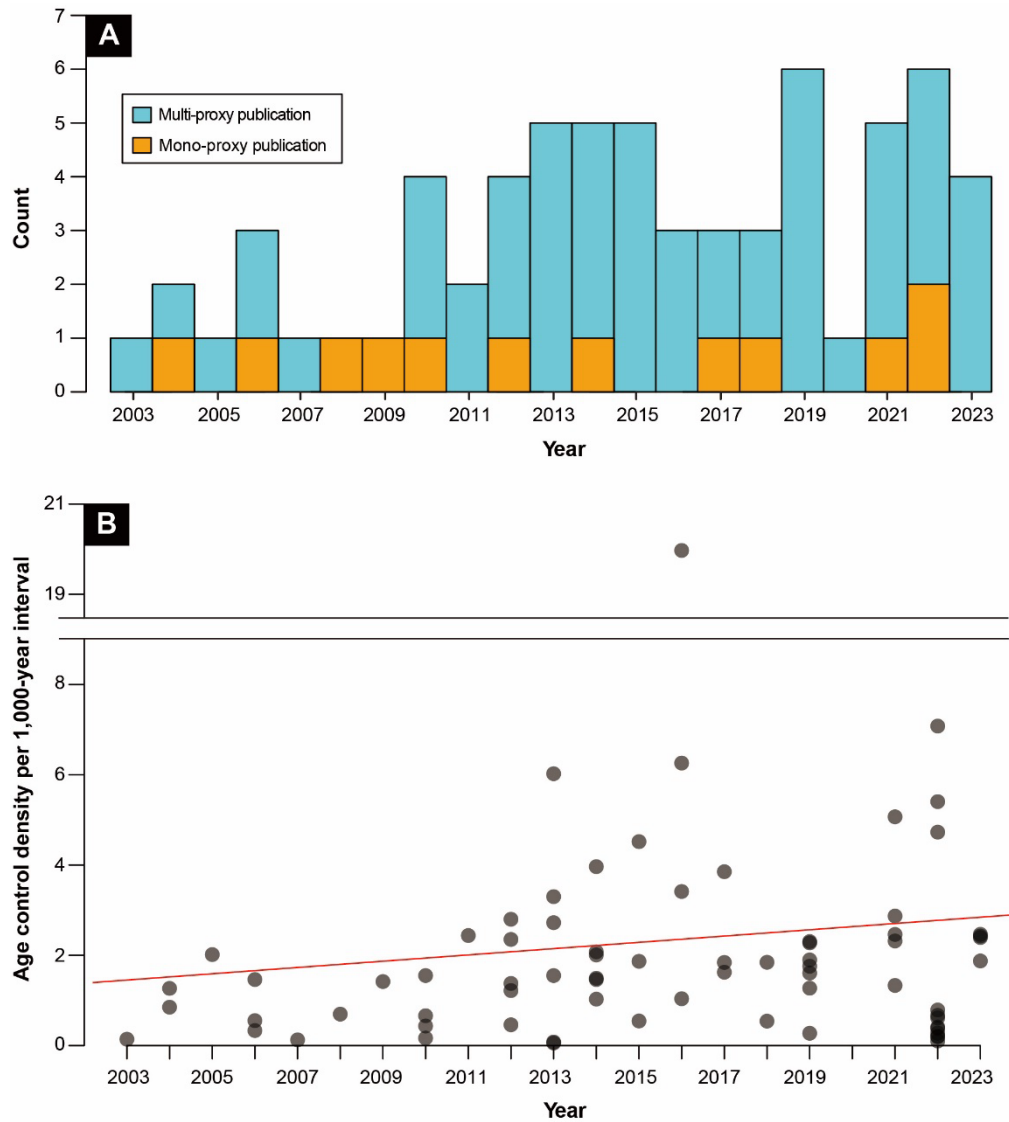 A
7
6
5
4
3
2
1
0
Count
Multi-proxy publication
Mono-proxy publication
2003 2005 2007 2009 2011 2013 2015 2017 2019 2021 2023
Year
B
21
19
8
6
4
2
0
Age control density per 1,000-year interval
2003 2005 2007 2009 2011 2013 2015 2017 2019 2021 2023
Year